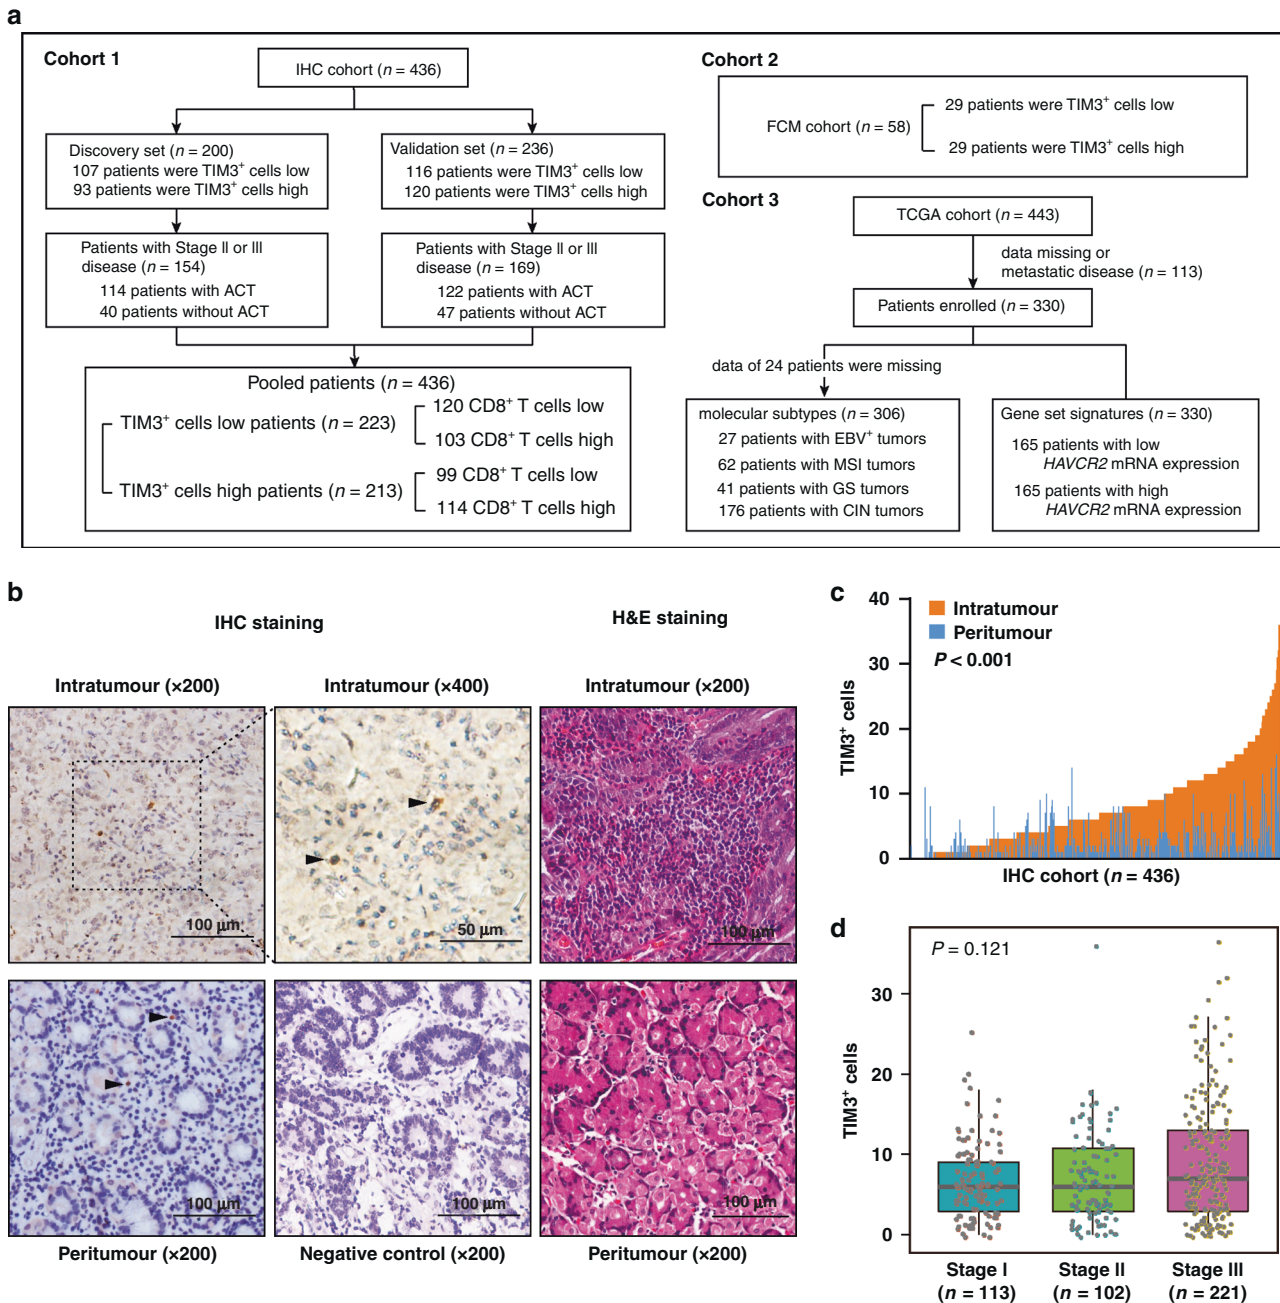 a
Cohort 1
IHC cohort (n = 436)
Discovery set (n = 200)
107 patients were TIM3⁺ cells low
93 patients were TIM3⁺ cells high
Validation set (n = 236)
116 patients were TIM3⁺ cells low
120 patients were TIM3⁺ cells high
Patients with Stage II or III
disease (n = 154)
114 patients with ACT
40 patients without ACT
Patients with Stage II or III
disease (n = 169)
122 patients with ACT
47 patients without ACT
Pooled patients (n = 436)
TIM3⁺ cells low patients (n = 223)
120 CD8⁺ T cells low
103 CD8⁺ T cells high
TIM3⁺ cells high patients (n = 213)
99 CD8⁺ T cells low
114 CD8⁺ T cells high
Cohort 2
FCM cohort (n = 58)
29 patients were TIM3⁺ cells low
29 patients were TIM3⁺ cells high
Cohort 3
TCGA cohort (n = 443)
data missing or
metastatic disease (n = 113)
Patients enrolled (n = 330)
data of 24 patients were missing
molecular subtypes (n = 306)
27 patients with EBV⁺ tumors
62 patients with MSI tumors
41 patients with GS tumors
176 patients with CIN tumors
Gene set signatures (n = 330)
165 patients with low
HAVCR2 mRNA expression
165 patients with high
HAVCR2 mRNA expression
b
IHC staining
H&E staining
Intratumour (×200)
Intratumour (×400)
Intratumour (×200)
100 µm
50 µm
100 µm
100 µm
100 µm
100 µm
Peritumour (×200)
Negative control (×200)
Peritumour (×200)
c
Intratumour
Peritumour
P < 0.001
TIM3⁺ cells
40
30
20
10
0
IHC cohort (n = 436)
d
P = 0.121
TIM3⁺ cells
30
20
10
0
Stage I
(n = 113)
Stage II
(n = 102)
Stage III
(n = 221)